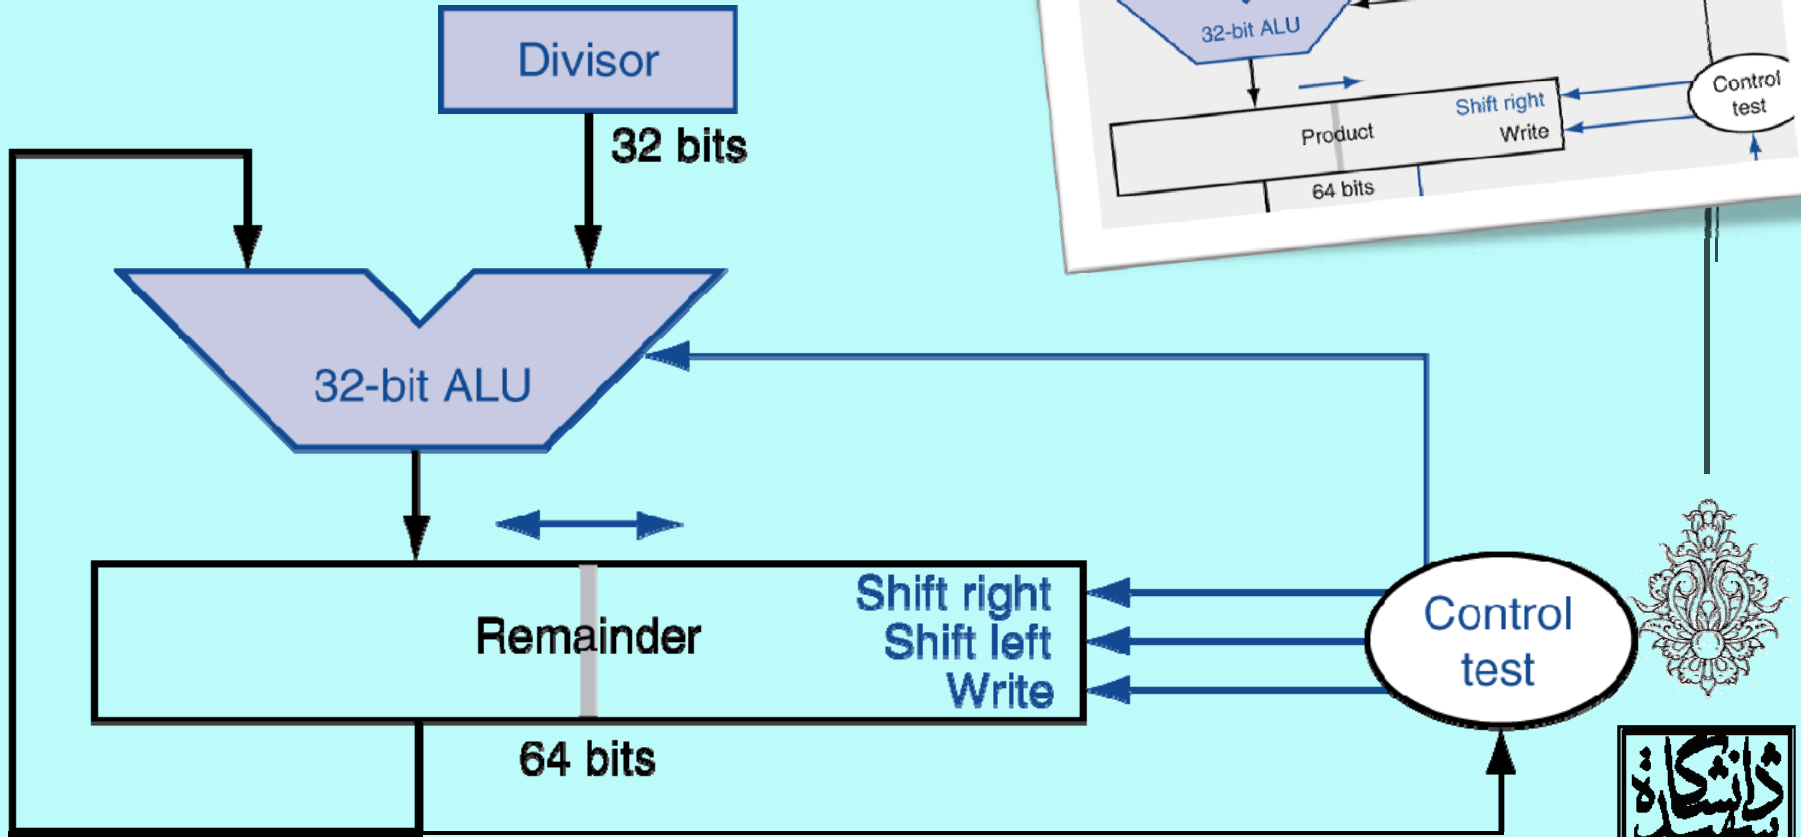 Divisor
32 bits
32-bit ALU
Shift right
Remainder
Shift left
Write
64 bits
Control
test
32-bit ALU
Shift right
Product
Write
64 bits
Control
test
دانشکده